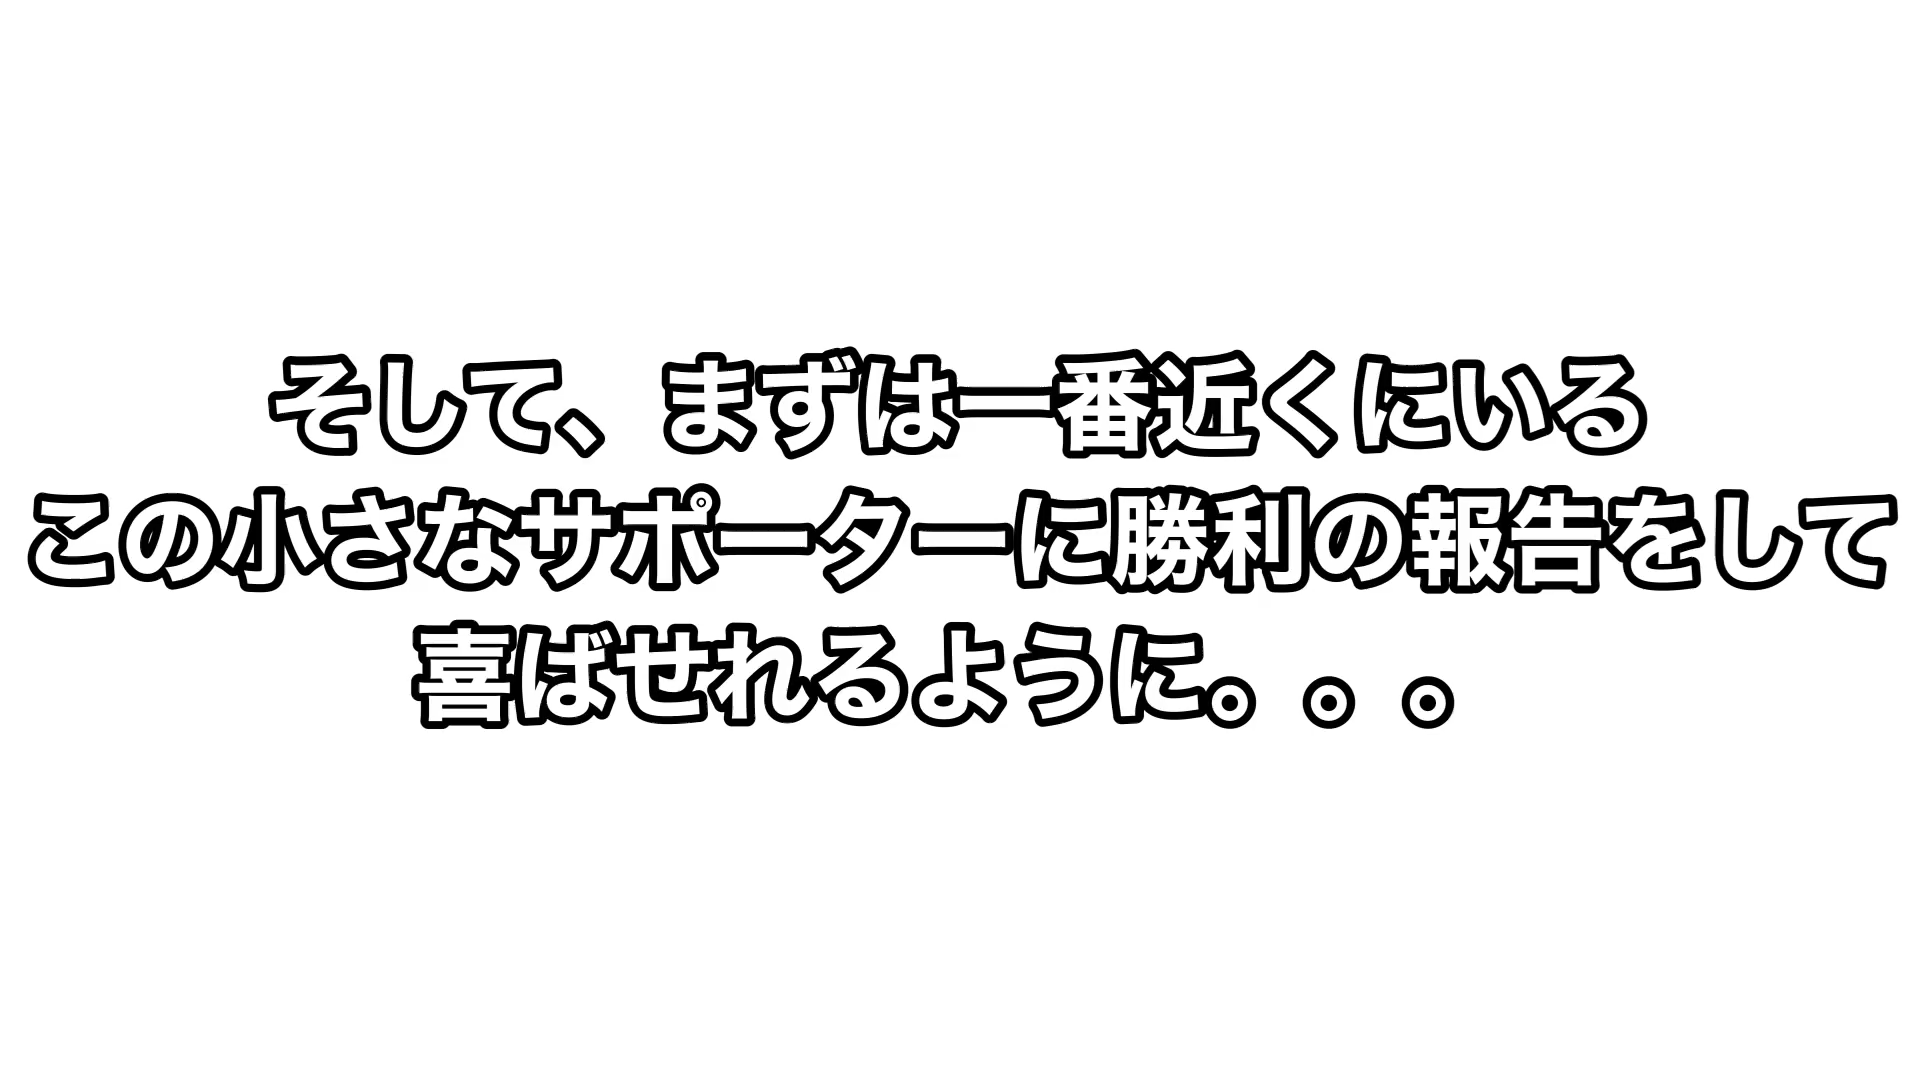 そして、まずは一番近くにいる
この小さなサポーターに勝利の報告をして
喜ばせれるように。。。